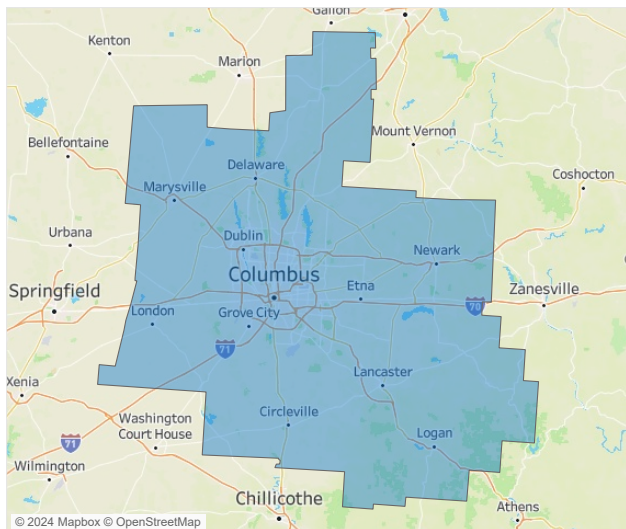 Galion
Kenton
Marion
Mount Vernon
Bellefontaine
Delaware
Coshocton
Marysville
Urbana
Dublin
Newark
Columbus
Etna
Springfield
Zanesville
70
London
Grove City
71
Lancaster
Xenia
Circleville
Washington
Court House
71
Logan
Wilmington
Chillicothe
Athens
© 2024 Mapbox © OpenStreetMap